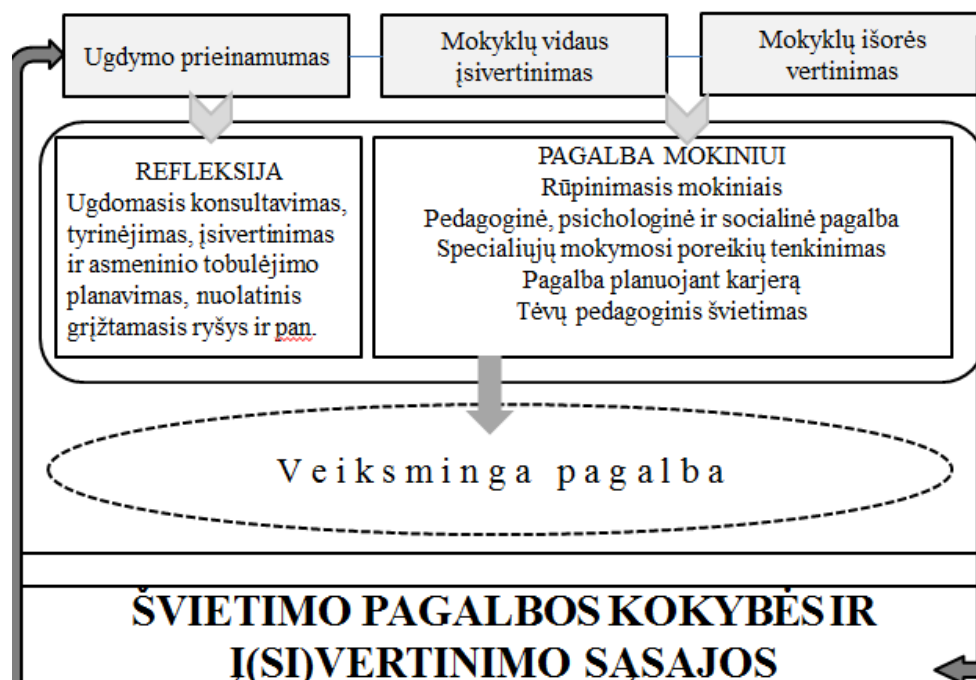 Ugdymo prieinamumas
Mokyklų vidaus
įsivertinimas
Mokyklų išorės
vertinimas
REFLEKSIJA
Ugdomasis konsultavimas,
tyrinėjimas, įsivertinimas
ir asmeninio tobulėjimo
planavimas, nuolatinis
grįžtamasis ryšys ir pan.
PAGALBA MOKINIUI
Rūpinimasis mokiniais
Pedagoginė, psichologinė ir socialinė pagalba
Specialiųjų mokymosi poreikių tenkinimas
Pagalba planuojant karjerą
Tėvų pedagoginis švietimas
Veiksminga pagalba
ŠVIETIMO PAGALBOS KOKYBĖS IR
Į(SI)VERTINIMO SĄSAJOS